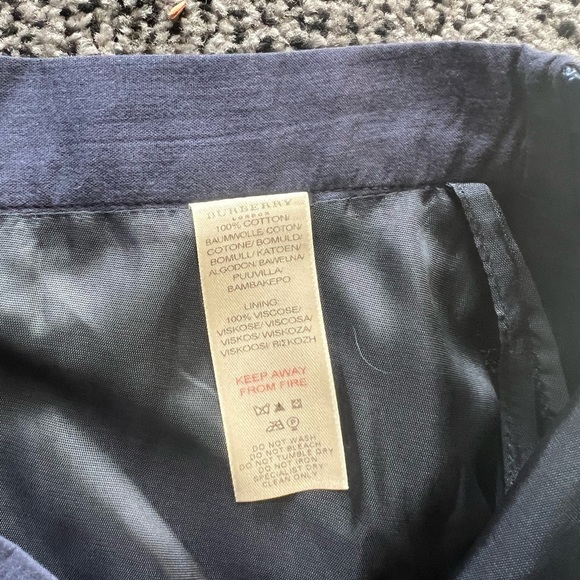 BURBERRY
LONDON
100% COTTON/
BAUMWOLLE/ COTON/
COTONE/ BOMULD/
BOMULL/ KATOEN/
ALGODON/ BAWELNA/
PUUVILLA/
BAMBAKEPO
LINING:
100% VISCOSE/
VISKOSE/ VISCOSA/
VISKOS/ WISKOZA/
VISKOOSI/ ΒΙΣΚΟΖΗ
KEEP AWAY
FROM FIRE
DO NOT WASH
DO NOT BLEACH
DO NOT TUMBLE DRY
DO NOT IRON
SPECIALIST DRY
CLEAN ONLY